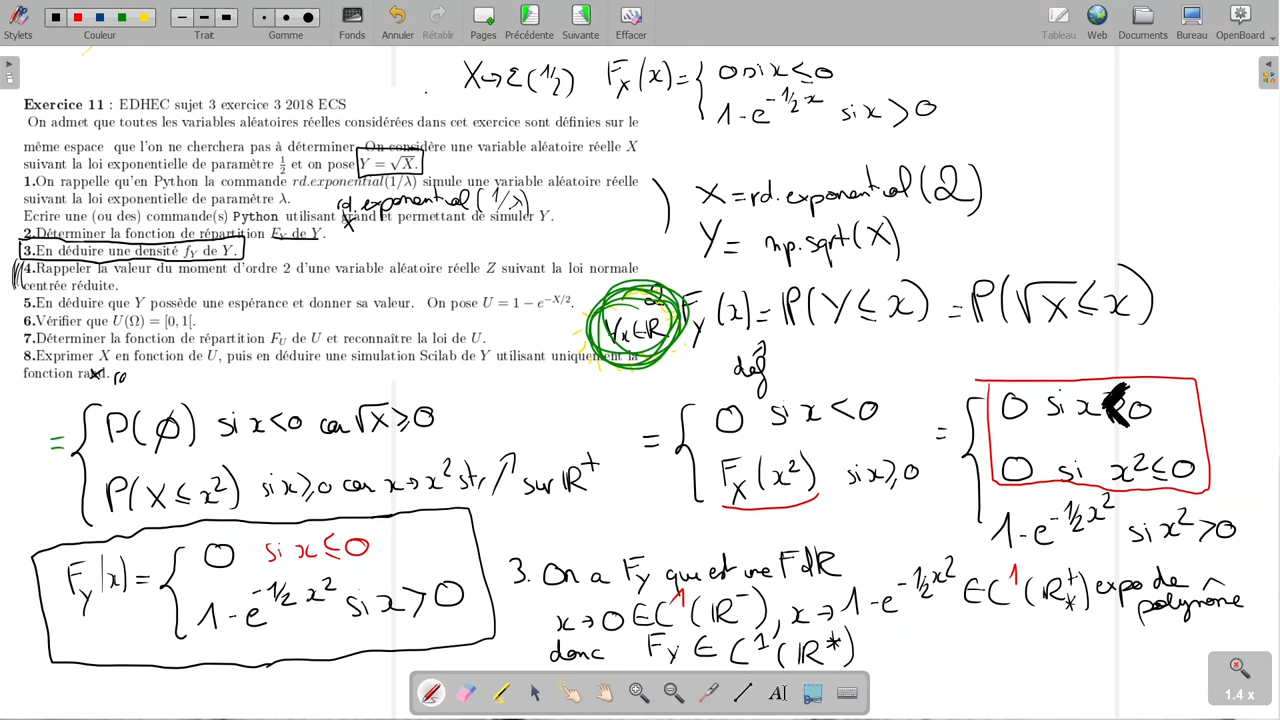 Stylets
Couleur
Trait
Gomme
Fonds
Annuler
Rétablir
Pages
Précédente
Suivante
Effacer
Tableau
Web
Documents
Bureau
OpenBoard
X → ε(1/2) F_X(x) = { 0 si x ≤ 0
1 - e^{-1/2 x} si x > 0
Exercice 11 : EDHEC sujet 3 exercice 3 2018 ECS
On admet que toutes les variables aléatoires réelles considérées dans cet exercice sont définies sur le
même espace que l'on ne cherchera pas à déterminer. On considère une variable aléatoire réelle X
suivant la loi exponentielle de paramètre 1/2 et on pose Y = √X.
1.On rappelle qu'en Python la commande rd.exponential(1/λ) simule une variable aléatoire réelle
suivant la loi exponentielle de paramètre λ.
rd.exponential(1/λ)
Ecrire une (ou des) commande(s) Python utilisant grand et permettant de simuler Y.
2.Déterminer la fonction de répartition F_Y de Y.
3.En déduire une densité f_Y de Y.
4.Rappeler la valeur du moment d'ordre 2 d'une variable aléatoire réelle Z suivant la loi normale
centrée réduite.
5.En déduire que Y possède une espérance et donner sa valeur. On pose U = 1 − e^{−X/2}.
6.Vérifier que U(Ω) = [0, 1[.
7.Déterminer la fonction de répartition F_U de U et reconnaître la loi de U.
8.Exprimer X en fonction de U, puis en déduire une simulation Scilab de Y utilisant uniquement la
fonction rand.
X = rd.exponential(2)
Y = np.sqrt(X)
2.
∀x∈ℝ F_Y(x) = P(Y ≤ x) = P(√X ≤ x)
déf
= { P(∅) si x < 0 car √X ≥ 0
P(X ≤ x²) si x ≥ 0 car x → x² str ↗ sur ℝ⁺
= { 0 si x < 0
F_X(x²) si x ≥ 0
= { 0 si x < 0
0 si x² ≤ 0
1 - e^{-1/2 x²} si x² > 0
F_Y(x) = { 0 si x ≤ 0
1 - e^{-1/2 x²} si x > 0
3. On a F_Y qui est une FdR
x → 0 ∈ C¹(ℝ⁻), x → 1 - e^{-1/2 x²} ∈ C¹(ℝ⁺*) expo de polynôme
donc F_Y ∈ C¹(ℝ*)
1.4 x